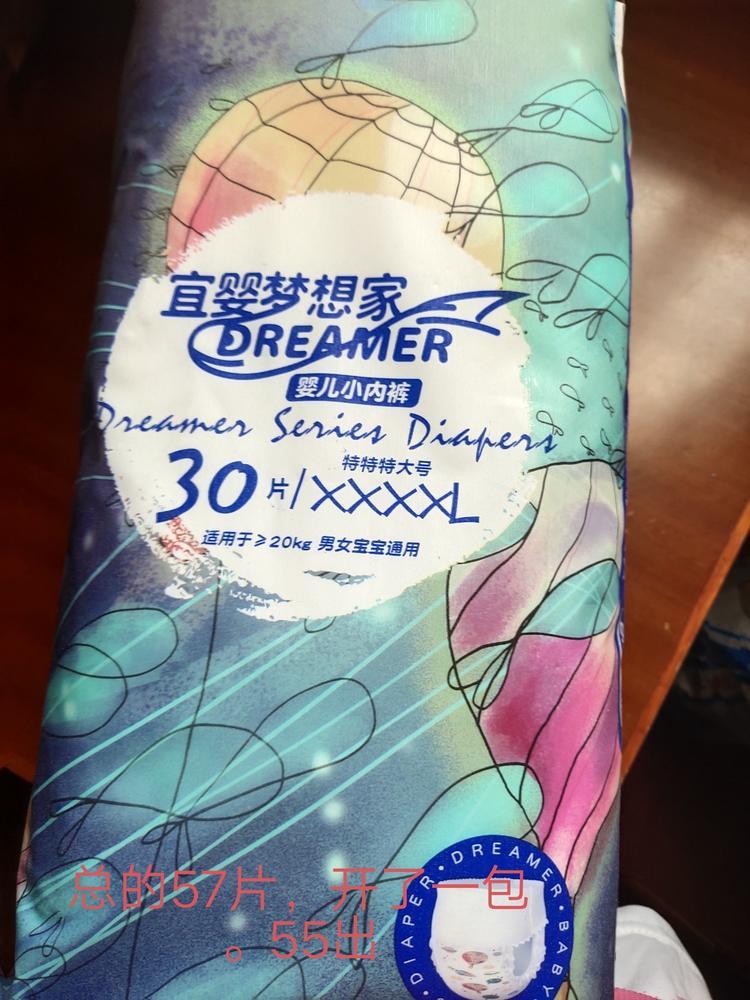 宜婴梦想家
DREAMER
婴儿小内裤
Dreamer Series Diapers
特特特大号
30片/XXXXL
适用于≥20kg 男女宝宝通用
DIAPER·DREAMER·BABY
总的57片，开了一包
。55出